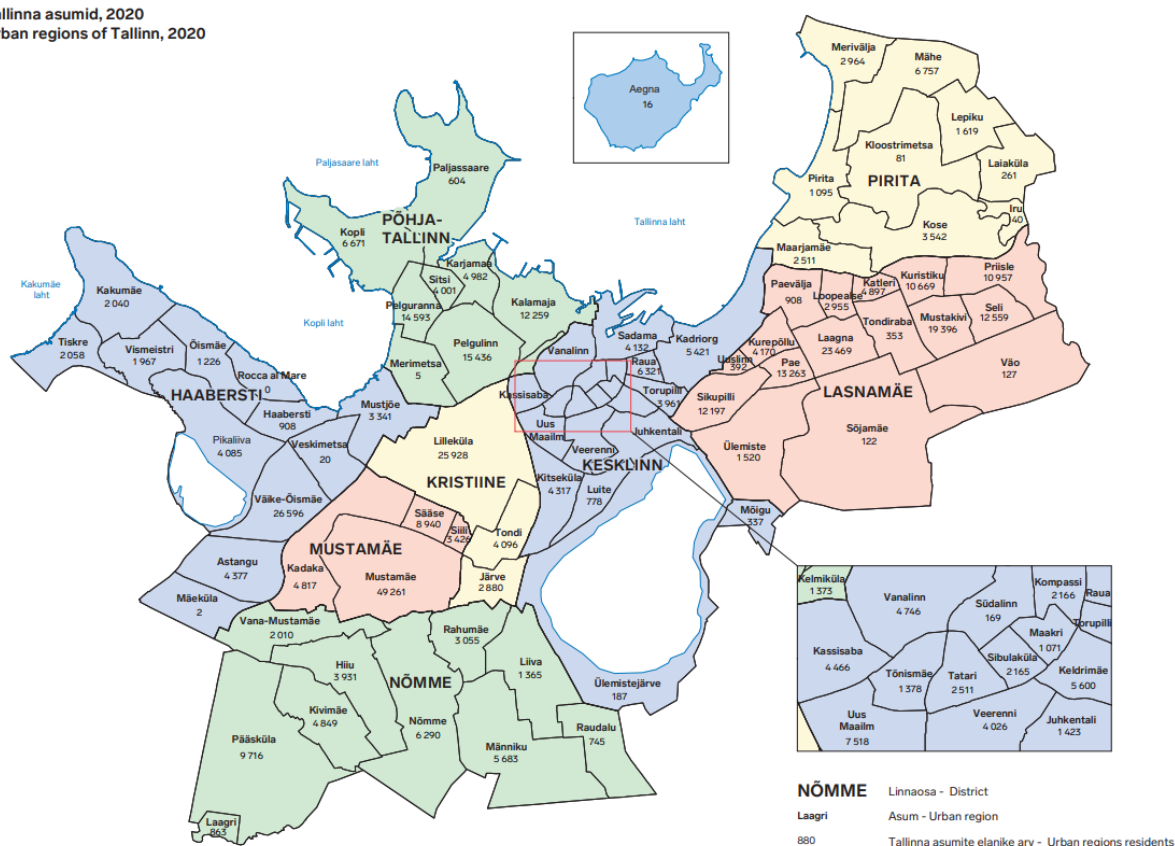 allinna asumid, 2020
rban regions of Tallinn, 2020
Aegna
16
Merivälja
2 964
Mähe
6 757
Lepiku
1 619
Kloostrimetsa
81
Laiaküla
261
Pirita
1 095
PIRITA
Iru
40
Kose
3 542
Maarjamäe
2 511
Paljasaare laht
Paljassaare
604
PÕHJA-
TALLINN
Kopli
6 671
Tallinna laht
Karjamaa
4 982
Sitsi
4 001
Pelguranna
14 593
Kalamaja
12 259
Pelgulinn
15 436
Merimetsa
5
Kakumäe
laht
Kopli laht
Kakumäe
2 040
Tiskre
2 058
Vismeistri
1 967
Õismäe
1 226
Rocca al Mare
0
HAABERSTI
Haabersti
908
Mustjõe
3 341
Pikaliiva
4 085
Veskimetsa
20
Väike-Õismäe
26 596
Astangu
4 377
Mäeküla
2
Vanalinn
Sadama
4 132
Kadriorg
5 421
Raua
6 321
Kassisaba
Torupilli
3 961
Uus
Maailm
Juhkentali
Veerenni
KESKLINN
Kitseküla
4 317
Luite
778
Mõigu
337
Ülemistejärve
187
Paevälja
908
Loopealse
2 955
Katleri
4 897
Kuristiku
10 669
Priisle
10 957
Seli
12 559
Mustakivi
19 396
Tondiraba
353
Laagna
23 469
Kurepõllu
4 170
Uuslinn
392
Pae
13 263
Väo
127
LASNAMÄE
Sikupilli
12 197
Sõjamäe
122
Ülemiste
1 520
Lilleküla
25 928
KRISTIINE
Tondi
4 096
Järve
2 880
Sääse
8 940
Siili
3 426
MUSTAMÄE
Kadaka
4 817
Mustamäe
49 261
Vana-Mustamäe
2 010
Rahumäe
3 055
Hiiu
3 931
Liiva
1 365
NÕMME
Kivimäe
4 849
Nõmme
6 290
Pääsküla
9 716
Männiku
5 683
Raudalu
745
Laagri
863
Kelmiküla
1 373
Vanalinn
4 746
Südalinn
169
Kompassi
2 166
Raua
Torupilli
Maakri
1 071
Kassisaba
4 466
Sibulaküla
2 165
Keldrimäe
5 600
Tõnismäe
1 378
Tatari
2 511
Uus
Maailm
7 518
Veerenni
4 026
Juhkentali
1 423
NÕMME Linnaosa - District
Laagri Asum - Urban region
880 Tallinna asumite elanike arv - Urban regions residents